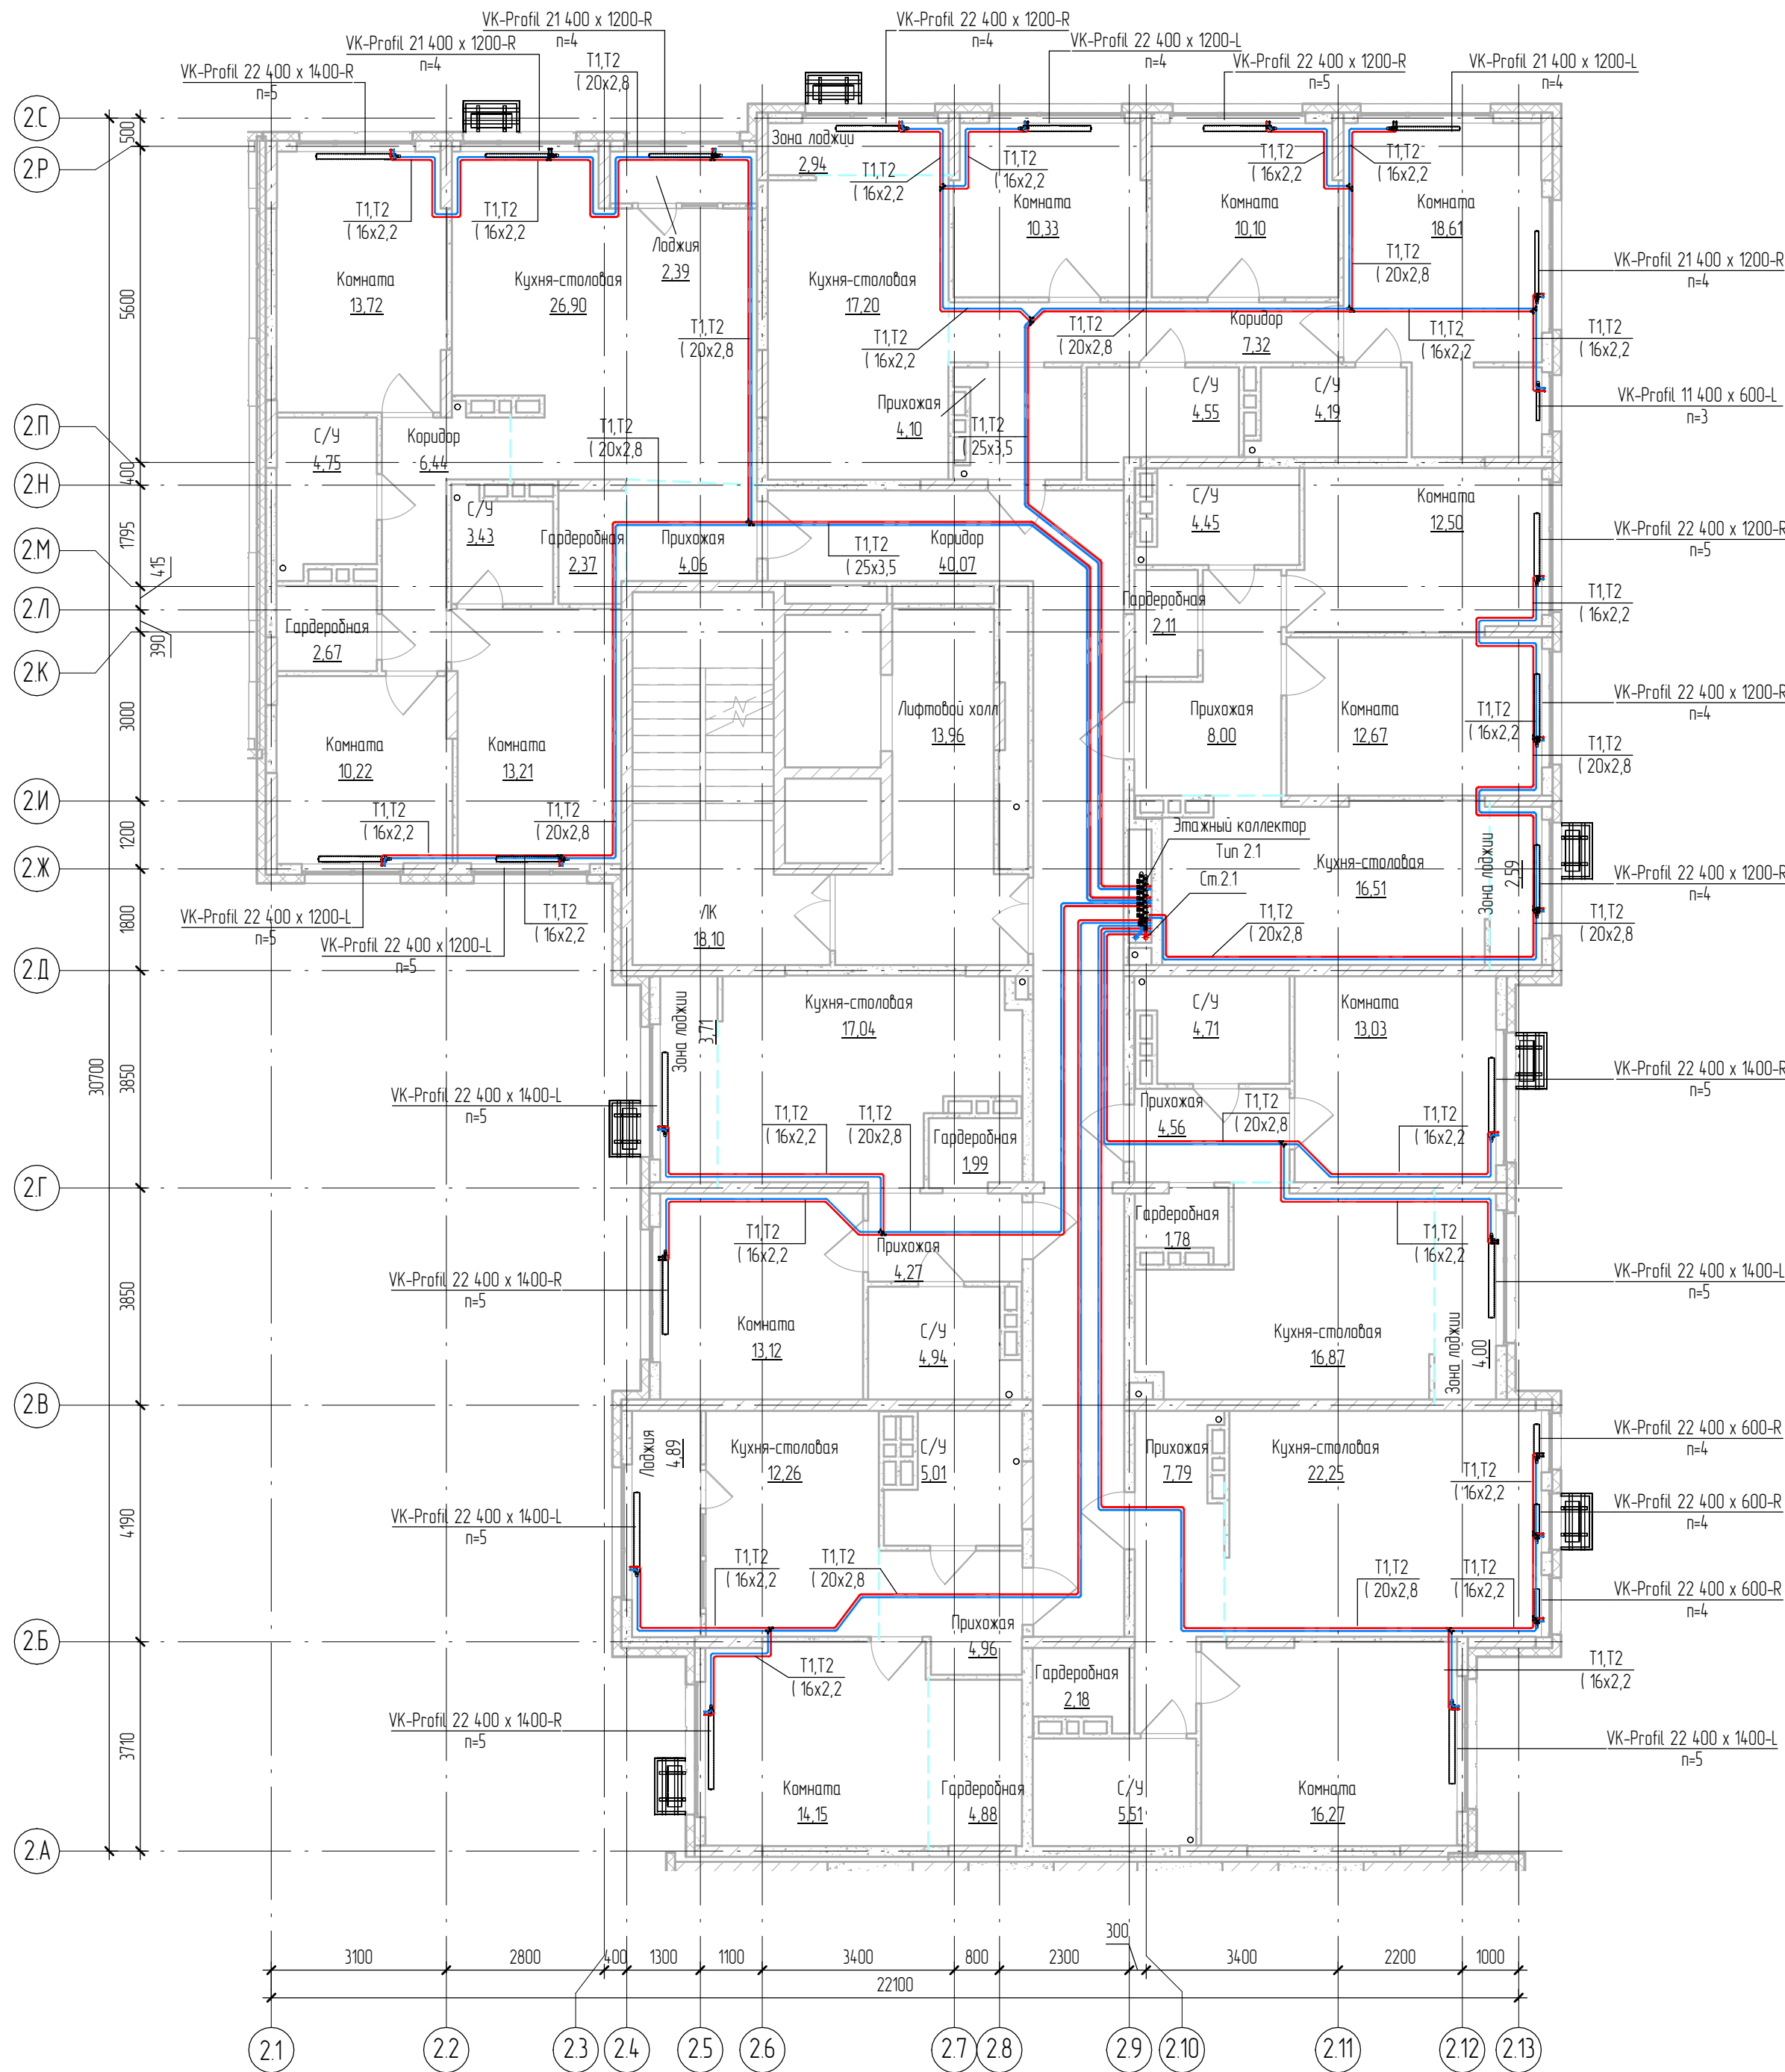 VK-Profil 21 400 x 1200-R
n=4
VK-Profil 22 400 x 1200-R
n=4
VK-Profil 21 400 x 1200-R
n=4
VK-Profil 22 400 x 1200-L
n=4
VK-Profil 22 400 x 1400-R
n=5
T1,T2
( 20x2,8
VK-Profil 22 400 x 1200-R
n=5
VK-Profil 21 400 x 1200-L
n=4
2.С
500
2.Р
Зона лоджии
2,94
T1,T2
( 16x2,2
T1,T2
( 16x2,2
T1,T2
( 16x2,2
T1,T2
( 16x2,2
T1,T2
( 16x2,2
T1,T2
( 16x2,2
Комната
10,33
Комната
10,10
Комната
18,61
Лоджия
2,39
T1,T2
( 20x2,8
VK-Profil 21 400 x 1200-R
n=4
5600
Комната
13,72
Кухня-столовая
26,90
Кухня-столовая
17,20
T1,T2
( 20x2,8
T1,T2
( 16x2,2
T1,T2
( 20x2,8
Коридор
7,32
T1,T2
( 16x2,2
T1,T2
( 16x2,2
С/У
4,55
С/У
4,19
VK-Profil 11 400 x 600-L
n=3
Прихожая
4,10
2.П
С/У
4,75
Коридор
6,44
T1,T2
( 20x2,8
T1,T2
(25x3,5
400
2.Н
С/У
4,45
Комната
12,50
С/У
3,43
1795
Гардеробная
2,37
Прихожая
4,06
T1,T2
(25x3,5
Коридор
40,07
VK-Profil 22 400 x 1200-R
n=5
2.М
415
2.Л
T1,T2
( 16x2,2
Гардеробная
2,11
Гардеробная
2,67
390
2.К
3000
Лифтовой холл
13,96
Прихожая
8,00
Комната
12,67
T1,T2
( 16x2,2
VK-Profil 22 400 x 1200-R
n=4
Комната
10,22
Комната
13,21
T1,T2
( 20x2,8
2.И
1200
T1,T2
( 16x2,2
T1,T2
( 20x2,8
Этажный коллектор
Тип 2.1
Ст.2.1
Кухня-столовая
16,51
Зона лоджии
2,59
2.Ж
VK-Profil 22 400 x 1200-R
n=4
1800
VK-Profil 22 400 x 1200-L
n=5
T1,T2
( 16x2,2
VK-Profil 22 400 x 1200-L
n=5
ЛК
18,10
T1,T2
( 20x2,8
T1,T2
( 20x2,8
2.Д
Зона лоджии
3,71
Кухня-столовая
17,04
С/У
4,71
Комната
13,03
30700
3850
VK-Profil 22 400 x 1400-L
n=5
VK-Profil 22 400 x 1400-R
n=5
T1,T2
( 16x2,2
T1,T2
( 20x2,8
Гардеробная
1,99
Прихожая
4,56
T1,T2
( 20x2,8
T1,T2
( 16x2,2
2.Г
Гардеробная
1,78
T1,T2
( 16x2,2
Прихожая
4,27
T1,T2
( 16x2,2
3850
VK-Profil 22 400 x 1400-R
n=5
VK-Profil 22 400 x 1400-L
n=5
Комната
13,12
С/У
4,94
Кухня-столовая
16,87
Зона лоджии
4,00
2.В
Лоджия
4,89
Кухня-столовая
12,26
С/У
5,01
Прихожая
7,79
Кухня-столовая
22,25
VK-Profil 22 400 x 600-R
n=4
T1,T2
(16x2,2
4190
VK-Profil 22 400 x 1400-L
n=5
VK-Profil 22 400 x 600-R
n=4
T1,T2
( 16x2,2
T1,T2
( 20x2,8
T1,T2
( 20x2,8
T1,T2
(16x2,2
VK-Profil 22 400 x 600-R
n=4
2.Б
Прихожая
4,96
T1,T2
( 16x2,2
Гардеробная
2,18
T1,T2
( 16x2,2
3710
VK-Profil 22 400 x 1400-R
n=5
VK-Profil 22 400 x 1400-L
n=5
Комната
14,15
Гардеробная
4,88
С/У
5,51
Комната
16,27
2.А
3100
2800
400
1300
1100
3400
800
2300
300
3400
2200
1000
22100
2.1
2.2
2.3
2.4
2.5
2.6
2.7
2.8
2.9
2.10
2.11
2.12
2.13